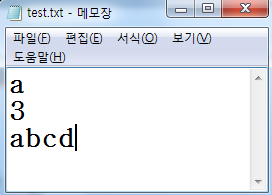 test.txt - 메모장
파일(F) 편집(E) 서식(O) 보기(V)
도움말(H)
a
3
abcd